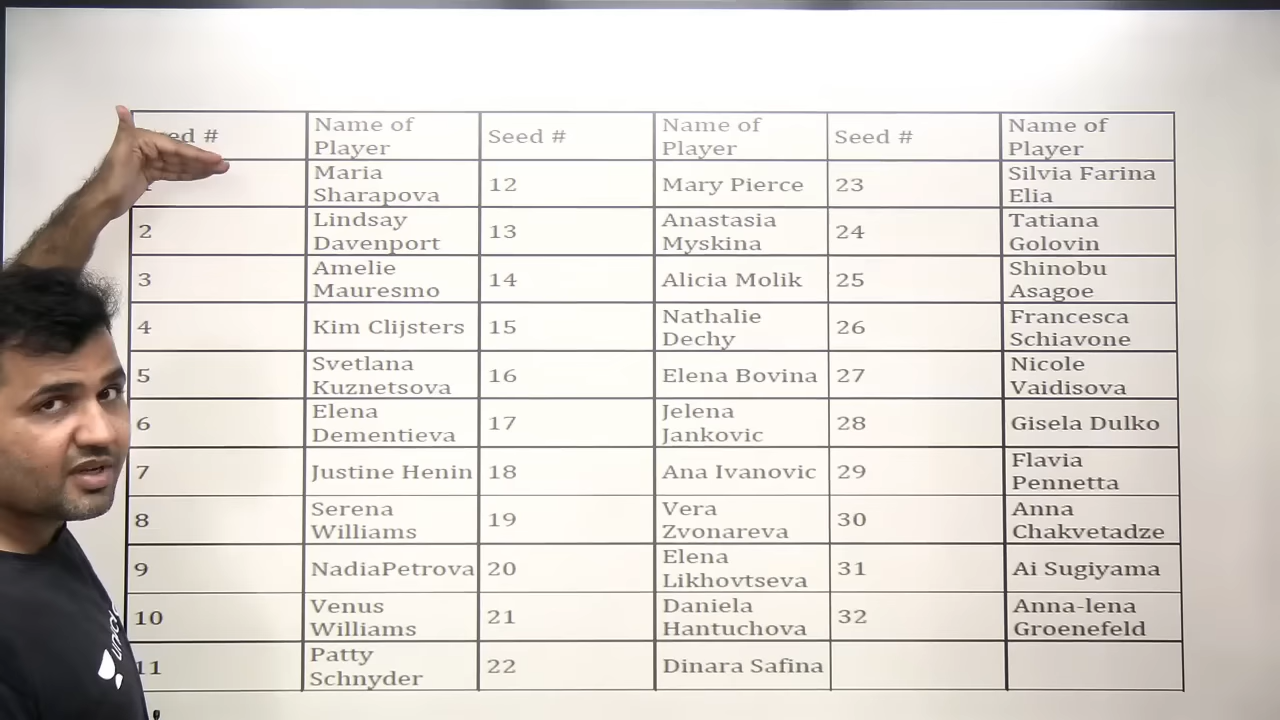 ed #
Name of
Player
Seed #
Name of
Player
Seed #
Name of
Player
Maria
Sharapova
12
Mary Pierce
23
Silvia Farina
Elia
2
Lindsay
Davenport
13
Anastasia
Myskina
24
Tatiana
Golovin
3
Amelie
Mauresmo
14
Alicia Molik
25
Shinobu
Asagoe
4
Kim Clijsters
15
Nathalie
Dechy
26
Francesca
Schiavone
5
Svetlana
Kuznetsova
16
Elena Bovina
27
Nicole
Vaidisova
6
Elena
Dementieva
17
Jelena
Jankovic
28
Gisela Dulko
7
Justine Henin
18
Ana Ivanovic
29
Flavia
Pennetta
8
Serena
Williams
19
Vera
Zvonareva
30
Anna
Chakvetadze
9
NadiaPetrova
20
Elena
Likhovtseva
31
Ai Sugiyama
10
Venus
Williams
21
Daniela
Hantuchova
32
Anna-lena
Groenefeld
11
Patty
Schnyder
22
Dinara Safina